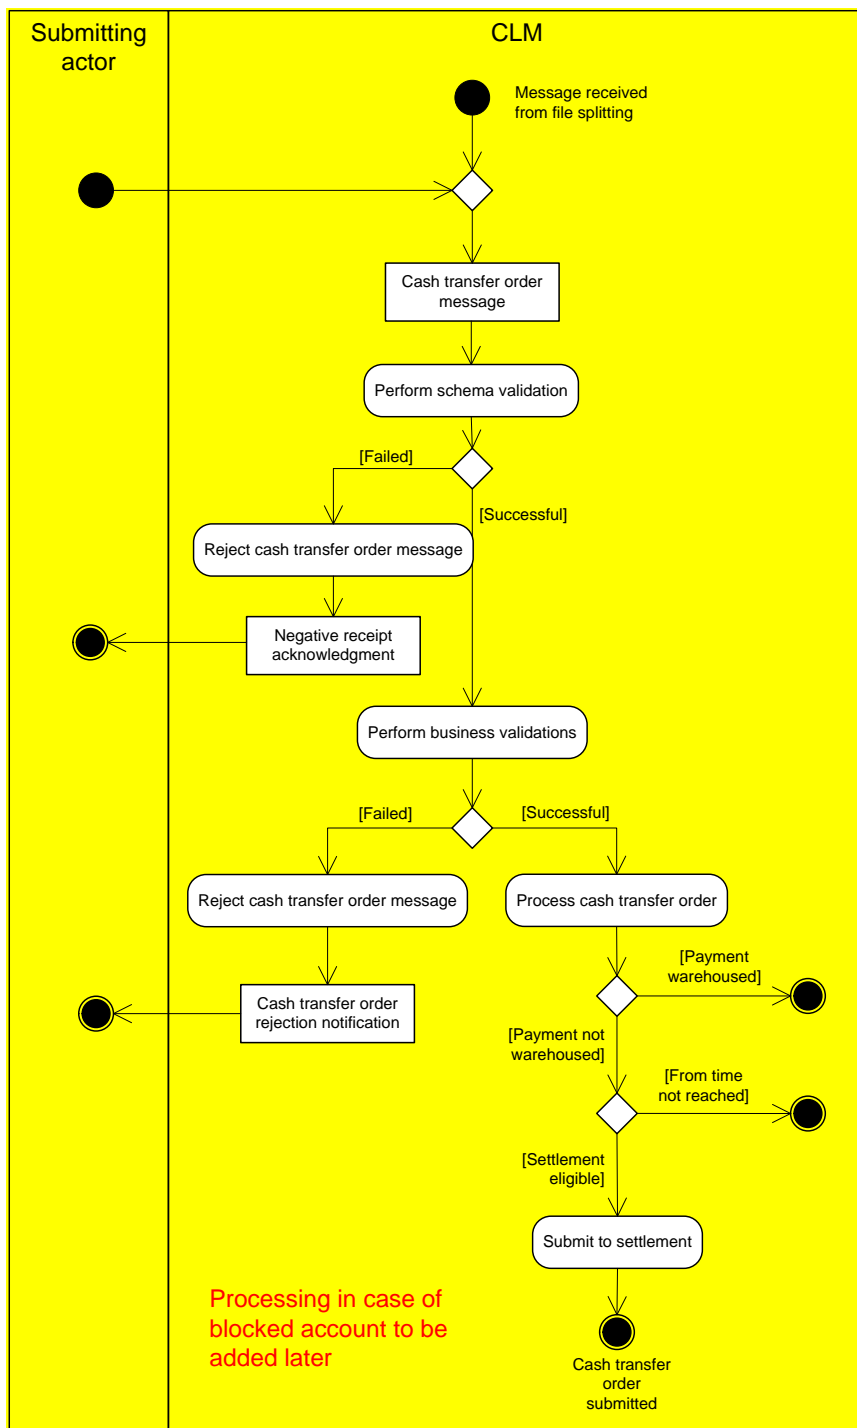 Submitting
actor
CLM
Message received
from file splitting
Cash transfer order
message
Perform schema validation
[Failed]
[Successful]
Reject cash transfer order message
Negative receipt
acknowledgment
Perform business validations
[Failed]
[Successful]
Reject cash transfer order message
Process cash transfer order
[Payment
warehoused]
Cash transfer order
rejection notification
[Payment not
warehoused]
[From time
not reached]
[Settlement
eligible]
Submit to settlement
Processing in case of
blocked account to be
added later
Cash transfer
order
submitted